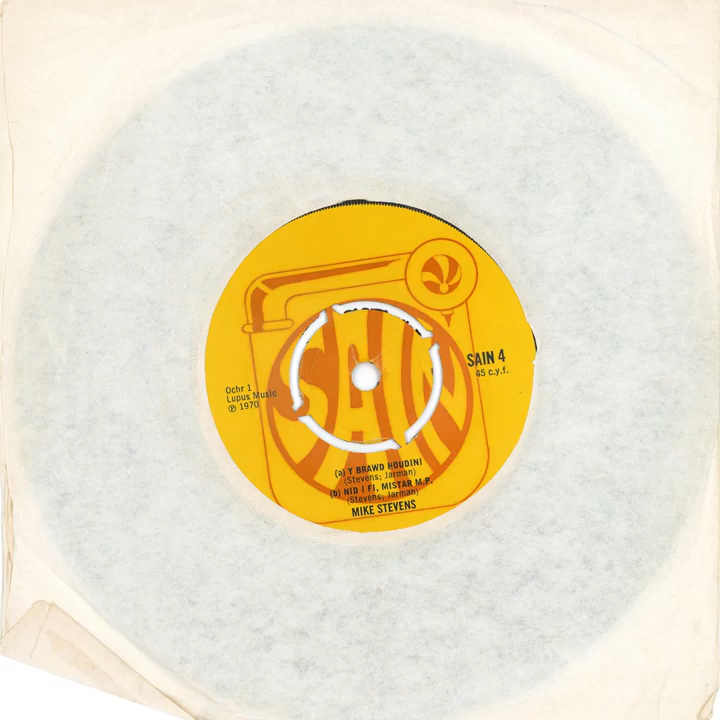 SAIN
SAIN 4
45 c.y.f.
Ochr 1
Lupus Music
℗ 1970
(a) Y BRAWD HOUDINI
(Stevens; Jarman)
(b) NID I FI, MISTAR M.P.
(Stevens; Jarman)
MIKE STEVENS